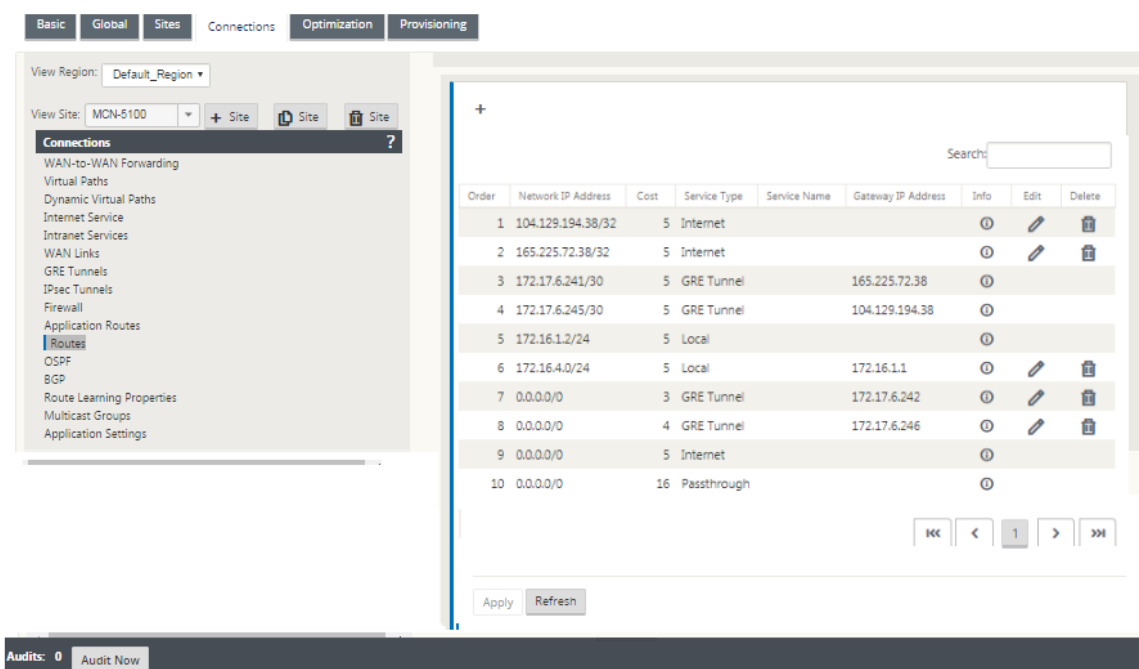 Basic Global Sites Connections Optimization Provisioning
View Region: Default_Region
View Site: MCN-5100 + Site Site Site
Connections ?
WAN-to-WAN Forwarding
Virtual Paths
Dynamic Virtual Paths
Internet Service
Intranet Services
WAN Links
GRE Tunnels
IPsec Tunnels
Firewall
Application Routes
Routes
OSPF
BGP
Route Learning Properties
Multicast Groups
Application Settings
+
Search:
Order Network IP Address Cost Service Type Service Name Gateway IP Address Info Edit Delete
1 104.129.194.38/32 5 Internet
2 165.225.72.38/32 5 Internet
3 172.17.6.241/30 5 GRE Tunnel 165.225.72.38
4 172.17.6.245/30 5 GRE Tunnel 104.129.194.38
5 172.16.1.2/24 5 Local
6 172.16.4.0/24 5 Local 172.16.1.1
7 0.0.0.0/0 3 GRE Tunnel 172.17.6.242
8 0.0.0.0/0 4 GRE Tunnel 172.17.6.246
9 0.0.0.0/0 5 Internet
10 0.0.0.0/0 16 Passthrough
1
Apply Refresh
Audits: 0 Audit Now